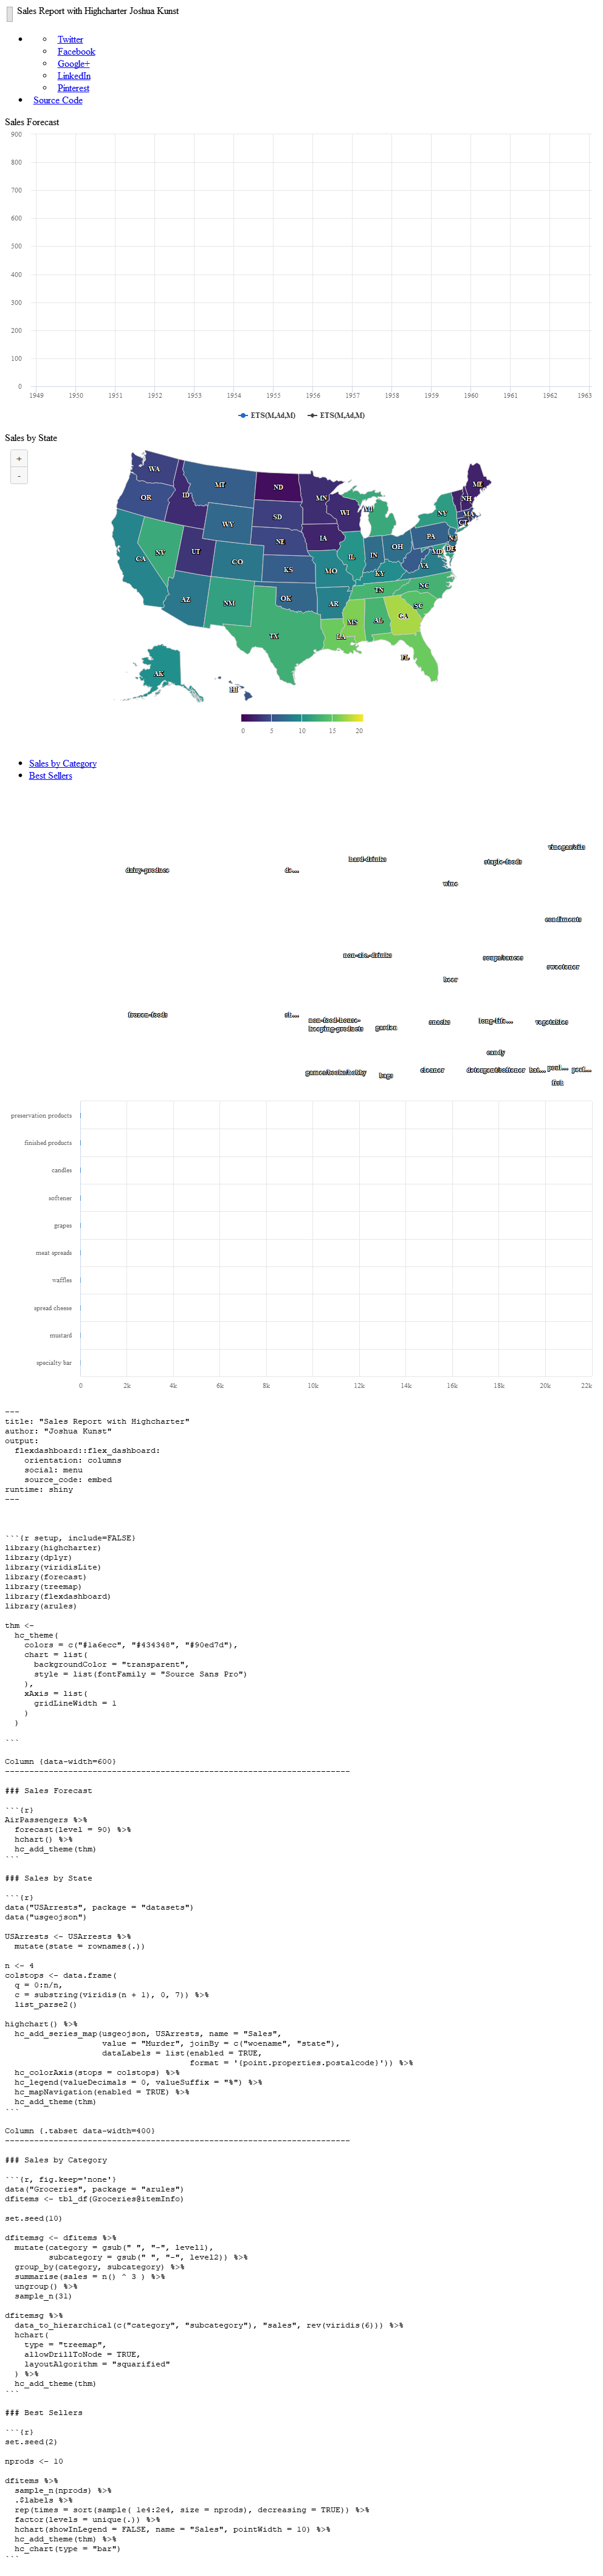 Sales Report with Highcharter Joshua Kunst
Twitter
Facebook
Google+
LinkedIn
Pinterest
Source Code
Sales Forecast
900
800
700
600
500
400
300
200
100
0
1949 1950 1951 1952 1953 1954 1955 1956 1957 1958 1959 1960 1961 1962 1963
ETS(M,Ad,M) ETS(M,Ad,M)
Sales by State
+
-
WA MT ND MN ME
OR ID SD WI MI NY NH
WY IA MA
NE CT
NV UT CO IL IN OH PA NJ
CA KS MO MD DE
KY VA
AZ NM OK AR TN NC
MS AL GA SC
TX LA
FL
AK HI
0 5 10 15 20
Sales by Category
Best Sellers
vinegar/oils
hard-drinks
staple-foods
dairy-produce de...
wine
condiments
non-alc.-drinks soups/sauces
sweetener
beer
frozen-foods sh...
non-food-house-
keeping-products garden snacks long-life... vegetables
candy
games/books/hobby bags cleaner detergent/softener bat... poul... perf...
fish
preservation products
finished products
candles
softener
grapes
meat spreads
waffles
spread cheese
mustard
specialty bar
0 2k 4k 6k 8k 10k 12k 14k 16k 18k 20k 22k
---
title: "Sales Report with Highcharter"
author: "Joshua Kunst"
output:
  flexdashboard::flex_dashboard:
    orientation: columns
    social: menu
    source_code: embed
runtime: shiny
---
```{r setup, include=FALSE}
library(highcharter)
library(dplyr)
library(viridisLite)
library(forecast)
library(treemap)
library(flexdashboard)
library(arules)
thm <-
  hc_theme(
    colors = c("#1a6ecc", "#434348", "#90ed7d"),
    chart = list(
      backgroundColor = "transparent",
      style = list(fontFamily = "Source Sans Pro")
    ),
    xAxis = list(
      gridLineWidth = 1
    )
  )
```
Column {data-width=600}
-----------------------------------------------------------------------
### Sales Forecast
```{r}
AirPassengers %>%
  forecast(level = 90) %>%
  hchart() %>%
  hc_add_theme(thm)
```
### Sales by State
```{r}
data("USArrests", package = "datasets")
data("usgeojson")
USArrests <- USArrests %>%
  mutate(state = rownames(.))
n <- 4
colstops <- data.frame(
  q = 0:n/n,
  c = substring(viridis(n + 1), 0, 7)) %>%
  list_parse2()
highchart() %>%
  hc_add_series_map(usgeojson, USArrests, name = "Sales",
                    value = "Murder", joinBy = c("woename", "state"),
                    dataLabels = list(enabled = TRUE,
                                      format = '{point.properties.postalcode}')) %>%
  hc_colorAxis(stops = colstops) %>%
  hc_legend(valueDecimals = 0, valueSuffix = "%") %>%
  hc_mapNavigation(enabled = TRUE) %>%
  hc_add_theme(thm)
```
Column {.tabset data-width=400}
-----------------------------------------------------------------------
### Sales by Category
```{r, fig.keep='none'}
data("Groceries", package = "arules")
dfitems <- tbl_df(Groceries@itemInfo)
set.seed(10)
dfitemsg <- dfitems %>%
  mutate(category = gsub(" ", "-", level1),
         subcategory = gsub(" ", "-", level2)) %>%
  group_by(category, subcategory) %>%
  summarise(sales = n() ^ 3 ) %>%
  ungroup() %>%
  sample_n(31)
dfitemsg %>%
  data_to_hierarchical(c("category", "subcategory"), "sales", rev(viridis(6))) %>%
  hchart(
    type = "treemap",
    allowDrillToNode = TRUE,
    layoutAlgorithm = "squarified"
  ) %>%
  hc_add_theme(thm)
```
### Best Sellers
```{r}
set.seed(2)
nprods <- 10
dfitems %>%
  sample_n(nprods) %>%
  .$labels %>%
  rep(times = sort(sample( 1e4:2e4, size = nprods), decreasing = TRUE)) %>%
  factor(levels = unique(.)) %>%
  hchart(showInLegend = FALSE, name = "Sales", pointWidth = 10) %>%
  hc_add_theme(thm) %>%
  hc_chart(type = "bar")
```